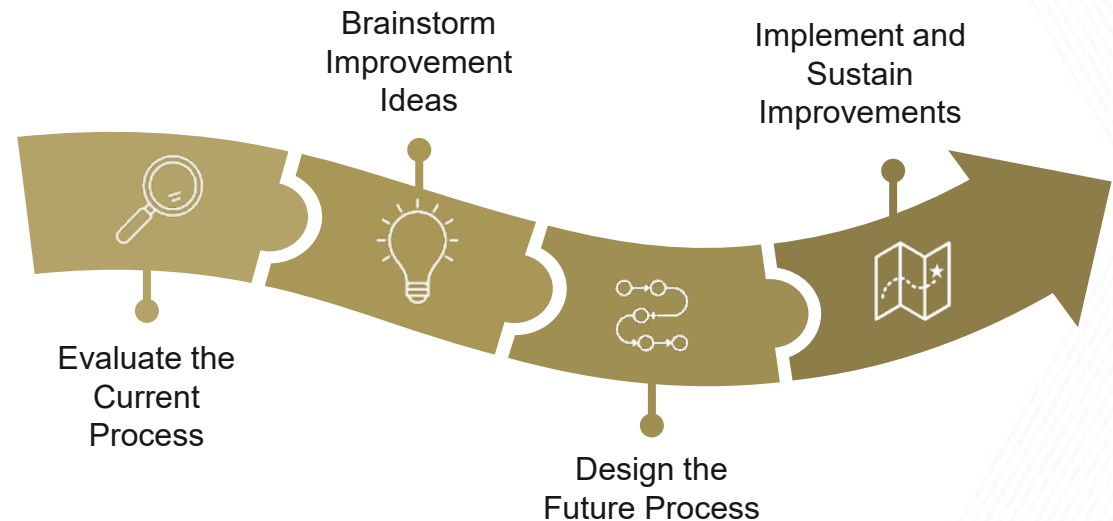 Evaluate the
Current
Process
Brainstorm
Improvement
Ideas
Design the
Future Process
Implement and
Sustain
Improvements